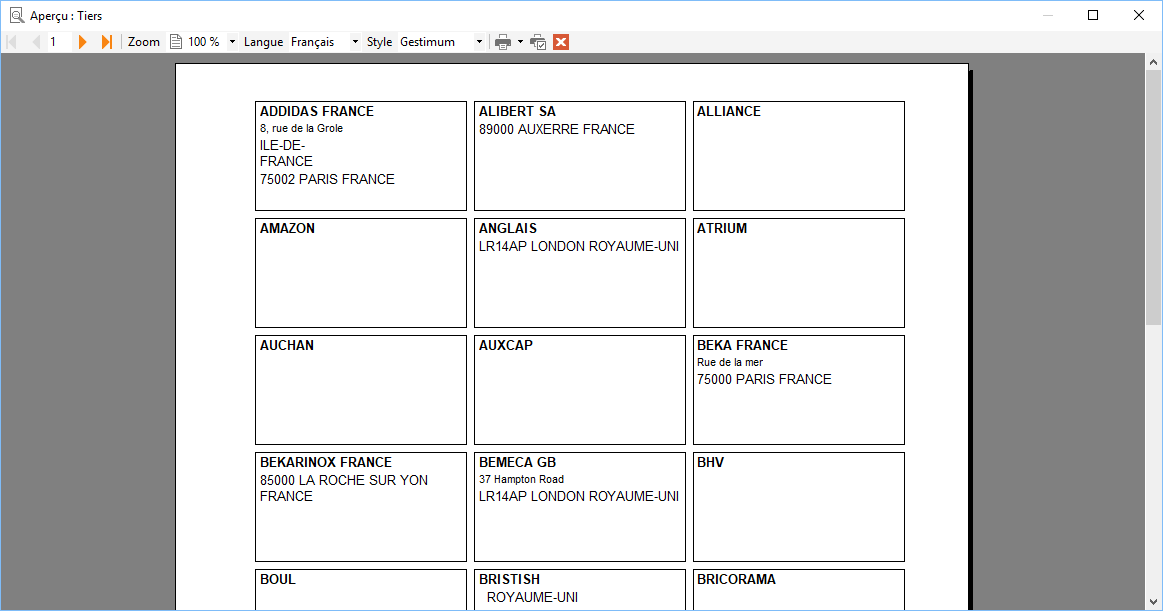 Aperçu : Tiers
1 Zoom 100 % Langue Français Style Gestimum
ADDIDAS FRANCE
8, rue de la Grole
ILE-DE-
FRANCE
75002 PARIS FRANCE
ALIBERT SA
89000 AUXERRE FRANCE
ALLIANCE
AMAZON
ANGLAIS
LR14AP LONDON ROYAUME-UNI
ATRIUM
AUCHAN
AUXCAP
BEKA FRANCE
Rue de la mer
75000 PARIS FRANCE
BEKARINOX FRANCE
85000 LA ROCHE SUR YON
FRANCE
BEMECA GB
37 Hampton Road
LR14AP LONDON ROYAUME-UNI
BHV
BOUL
BRISTISH
ROYAUME-UNI
BRICORAMA